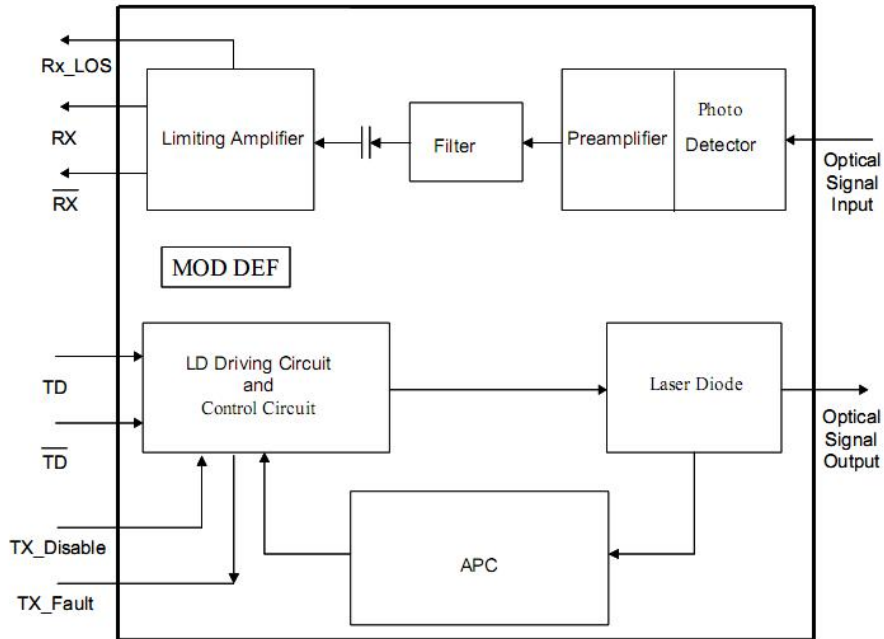 Rx_LOS
RX
RX
Limiting Amplifier
Filter
Preamplifier
Photo
Detector
Optical
Signal
Input
MOD DEF
TD
TD
TX_Disable
TX_Fault
LD Driving Circuit
and
Control Circuit
Laser Diode
Optical
Signal
Output
APC